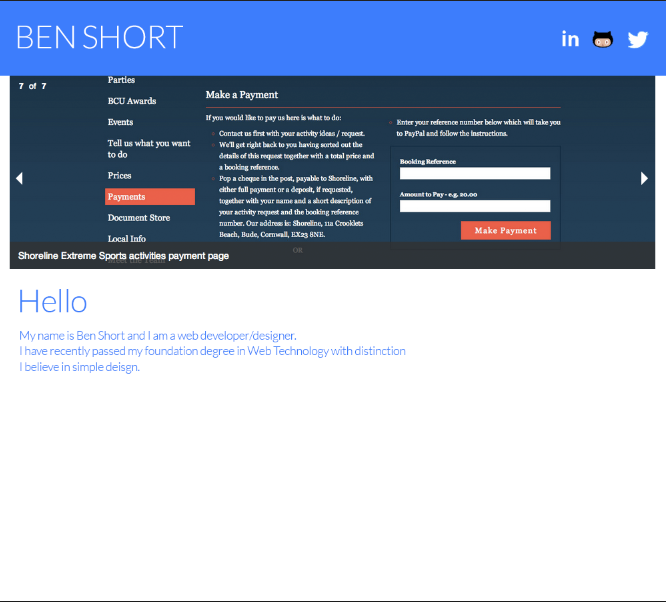 BEN SHORT
in
7 of 7
Parties
BCU Awards
Events
Tell us what you want
to do
Prices
Payments
Document Store
Local Info
Make a Payment
If you would like to pay us here is what to do:
Contact us first with your activity ideas / request.
We'll get right back to you having sorted out the
details of this request together with a total price and
a booking reference.
Pop a cheque in the post, payable to Shoreline, with
either full payment or a deposit, if requested,
together with your name and a short description of
your activity request and the booking reference
number. Our address is: Shoreline, 11a Crooklets
Beach, Bude, Cornwall, EX23 8NE.
OR
Enter your reference number below which will take you
to PayPal and follow the instructions.
Booking Reference
Amount to Pay - e.g. 20.00
Make Payment
Shoreline Extreme Sports activities payment page
Hello
My name is Ben Short and I am a web developer/designer.
I have recently passed my foundation degree in Web Technology with distinction
I believe in simple deisgn.